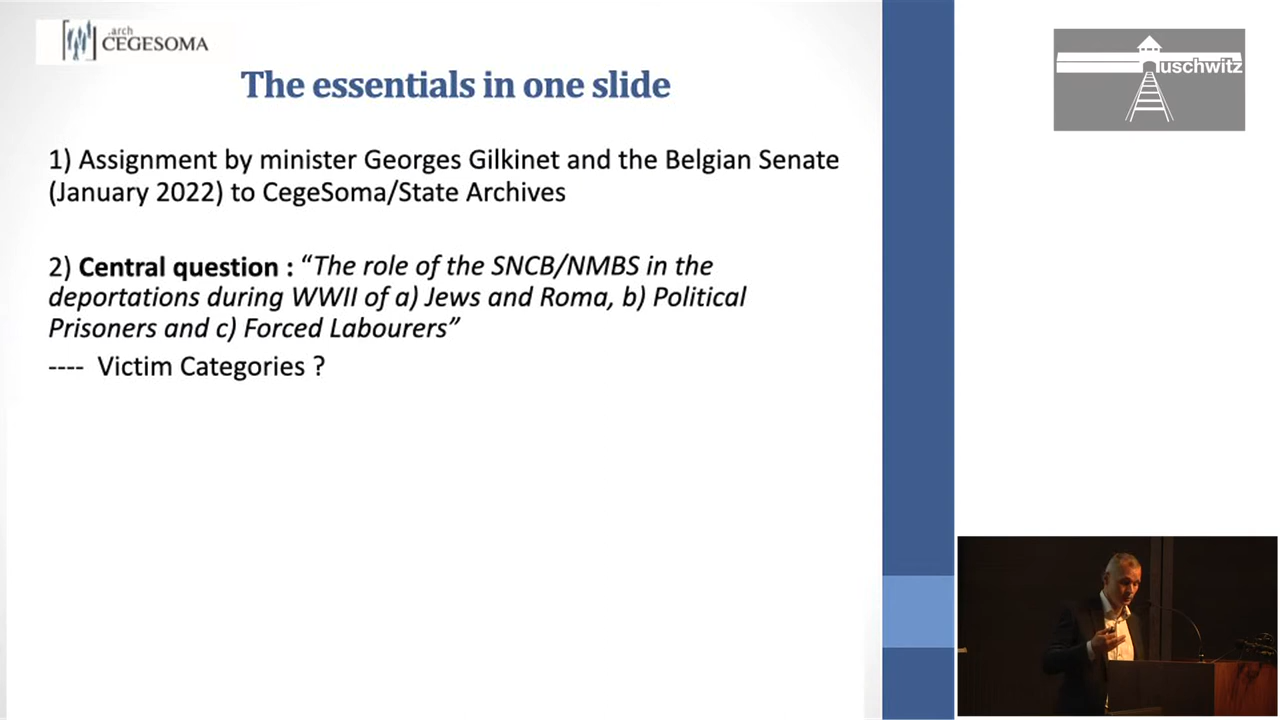 .arch
CEGESOMA
uschwitz
The essentials in one slide
1) Assignment by minister Georges Gilkinet and the Belgian Senate
(January 2022) to CegeSoma/State Archives
2) Central question : “The role of the SNCB/NMBS in the
deportations during WWII of a) Jews and Roma, b) Political
Prisoners and c) Forced Labourers”
---- Victim Categories ?